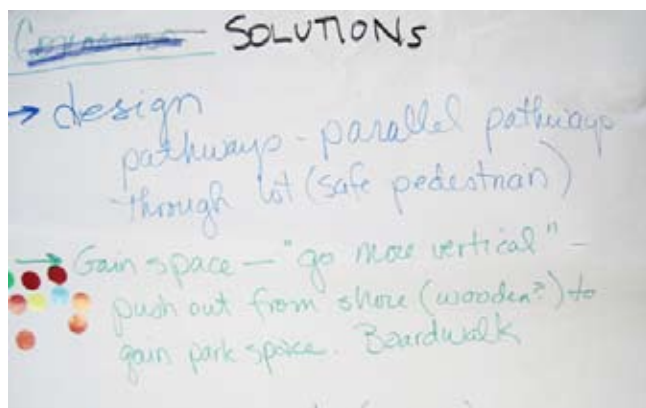 SOLUTIONS
→ design
pathways - parallel pathways
through lot (safe pedestrian)
→ Gain space — "go more vertical" –
push out from shore (wooden?) to
gain park space. Boardwalk